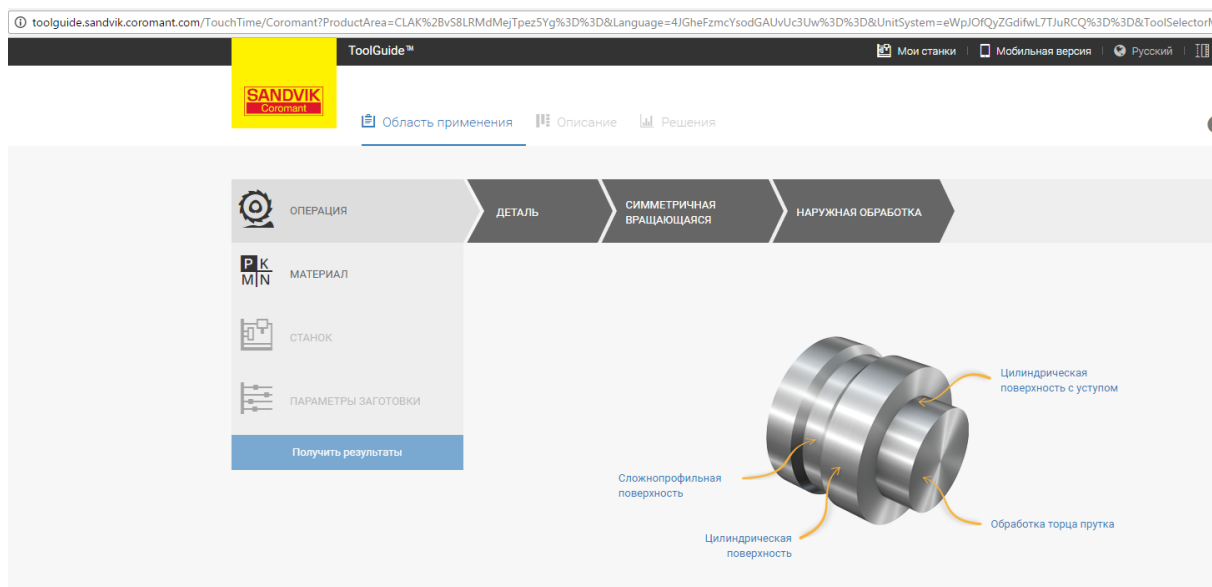 toolguide.sandvik.coromant.com/TouchTime/Coromant?ProductArea=CLAK%2BvS8LRMdMejTpez5Yg%3D%3D&Language=4JGheFzmcYsodGAUvUc3Uw%3D%3D&UnitSystem=eWpJOfQyZGdifwL7TJuRCQ%3D%3D&ToolSelectorM
ToolGuide™
Мои станки
Мобильная версия
Русский
SANDVIK
Coromant
Область применения
Описание
Решения
ОПЕРАЦИЯ
ДЕТАЛЬ
СИММЕТРИЧНАЯ
ВРАЩАЮЩАЯСЯ
НАРУЖНАЯ ОБРАБОТКА
P K
M N
МАТЕРИАЛ
СТАНОК
ПАРАМЕТРЫ ЗАГОТОВКИ
Получить результаты
Цилиндрическая
поверхность с уступом
Сложнопрофильная
поверхность
Обработка торца прутка
Цилиндрическая
поверхность